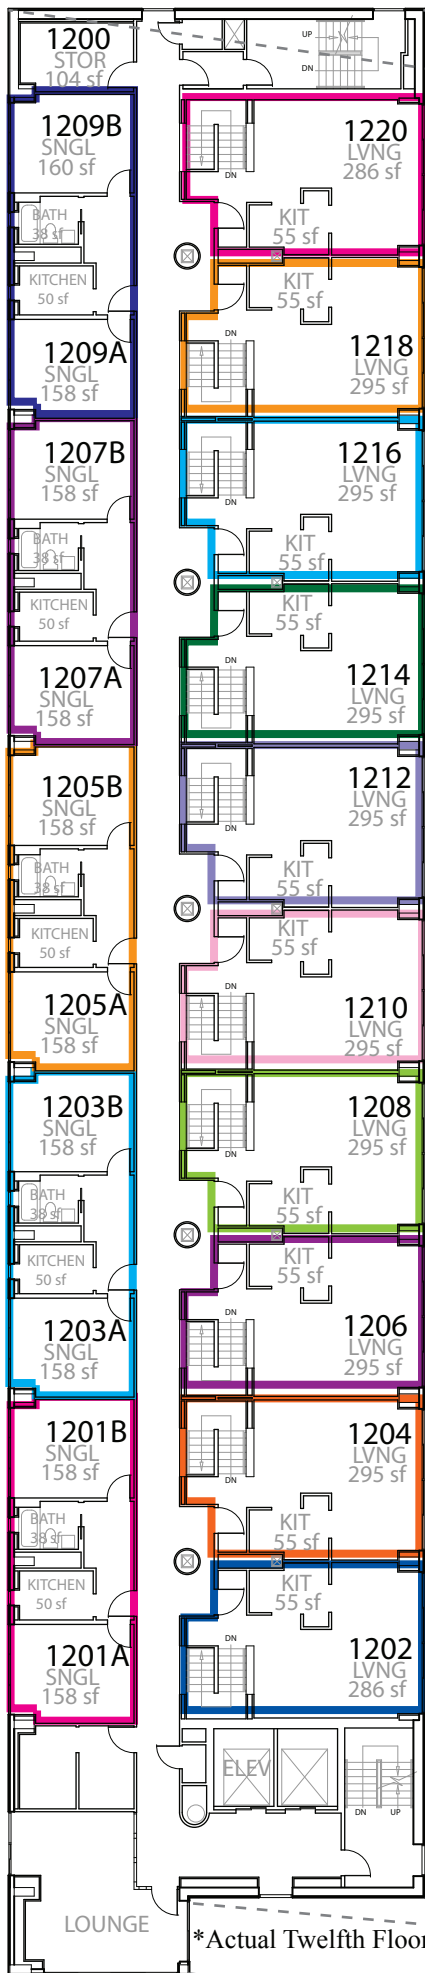 1200
STOR
104 sf
UP
DN
1209B
SNGL
160 sf
BATH
38 sf
KITCHEN
50 sf
1209A
SNGL
158 sf
DN
1220
LVNG
286 sf
KIT
55 sf
KIT
55 sf
DN
1218
LVNG
295 sf
1207B
SNGL
158 sf
BATH
38 sf
KITCHEN
50 sf
1207A
SNGL
158 sf
DN
1216
LVNG
295 sf
KIT
55 sf
KIT
55 sf
DN
1214
LVNG
295 sf
1205B
SNGL
158 sf
BATH
38 sf
KITCHEN
50 sf
1205A
SNGL
158 sf
DN
1212
LVNG
295 sf
KIT
55 sf
KIT
55 sf
DN
1210
LVNG
295 sf
1203B
SNGL
158 sf
BATH
38 sf
KITCHEN
50 sf
1203A
SNGL
158 sf
DN
1208
LVNG
295 sf
KIT
55 sf
KIT
55 sf
DN
1206
LVNG
295 sf
1201B
SNGL
158 sf
BATH
38 sf
KITCHEN
50 sf
1201A
SNGL
158 sf
DN
1204
LVNG
295 sf
KIT
55 sf
KIT
55 sf
DN
1202
LVNG
286 sf
ELEV
DN UP
LOUNGE
*Actual Twelfth Floor